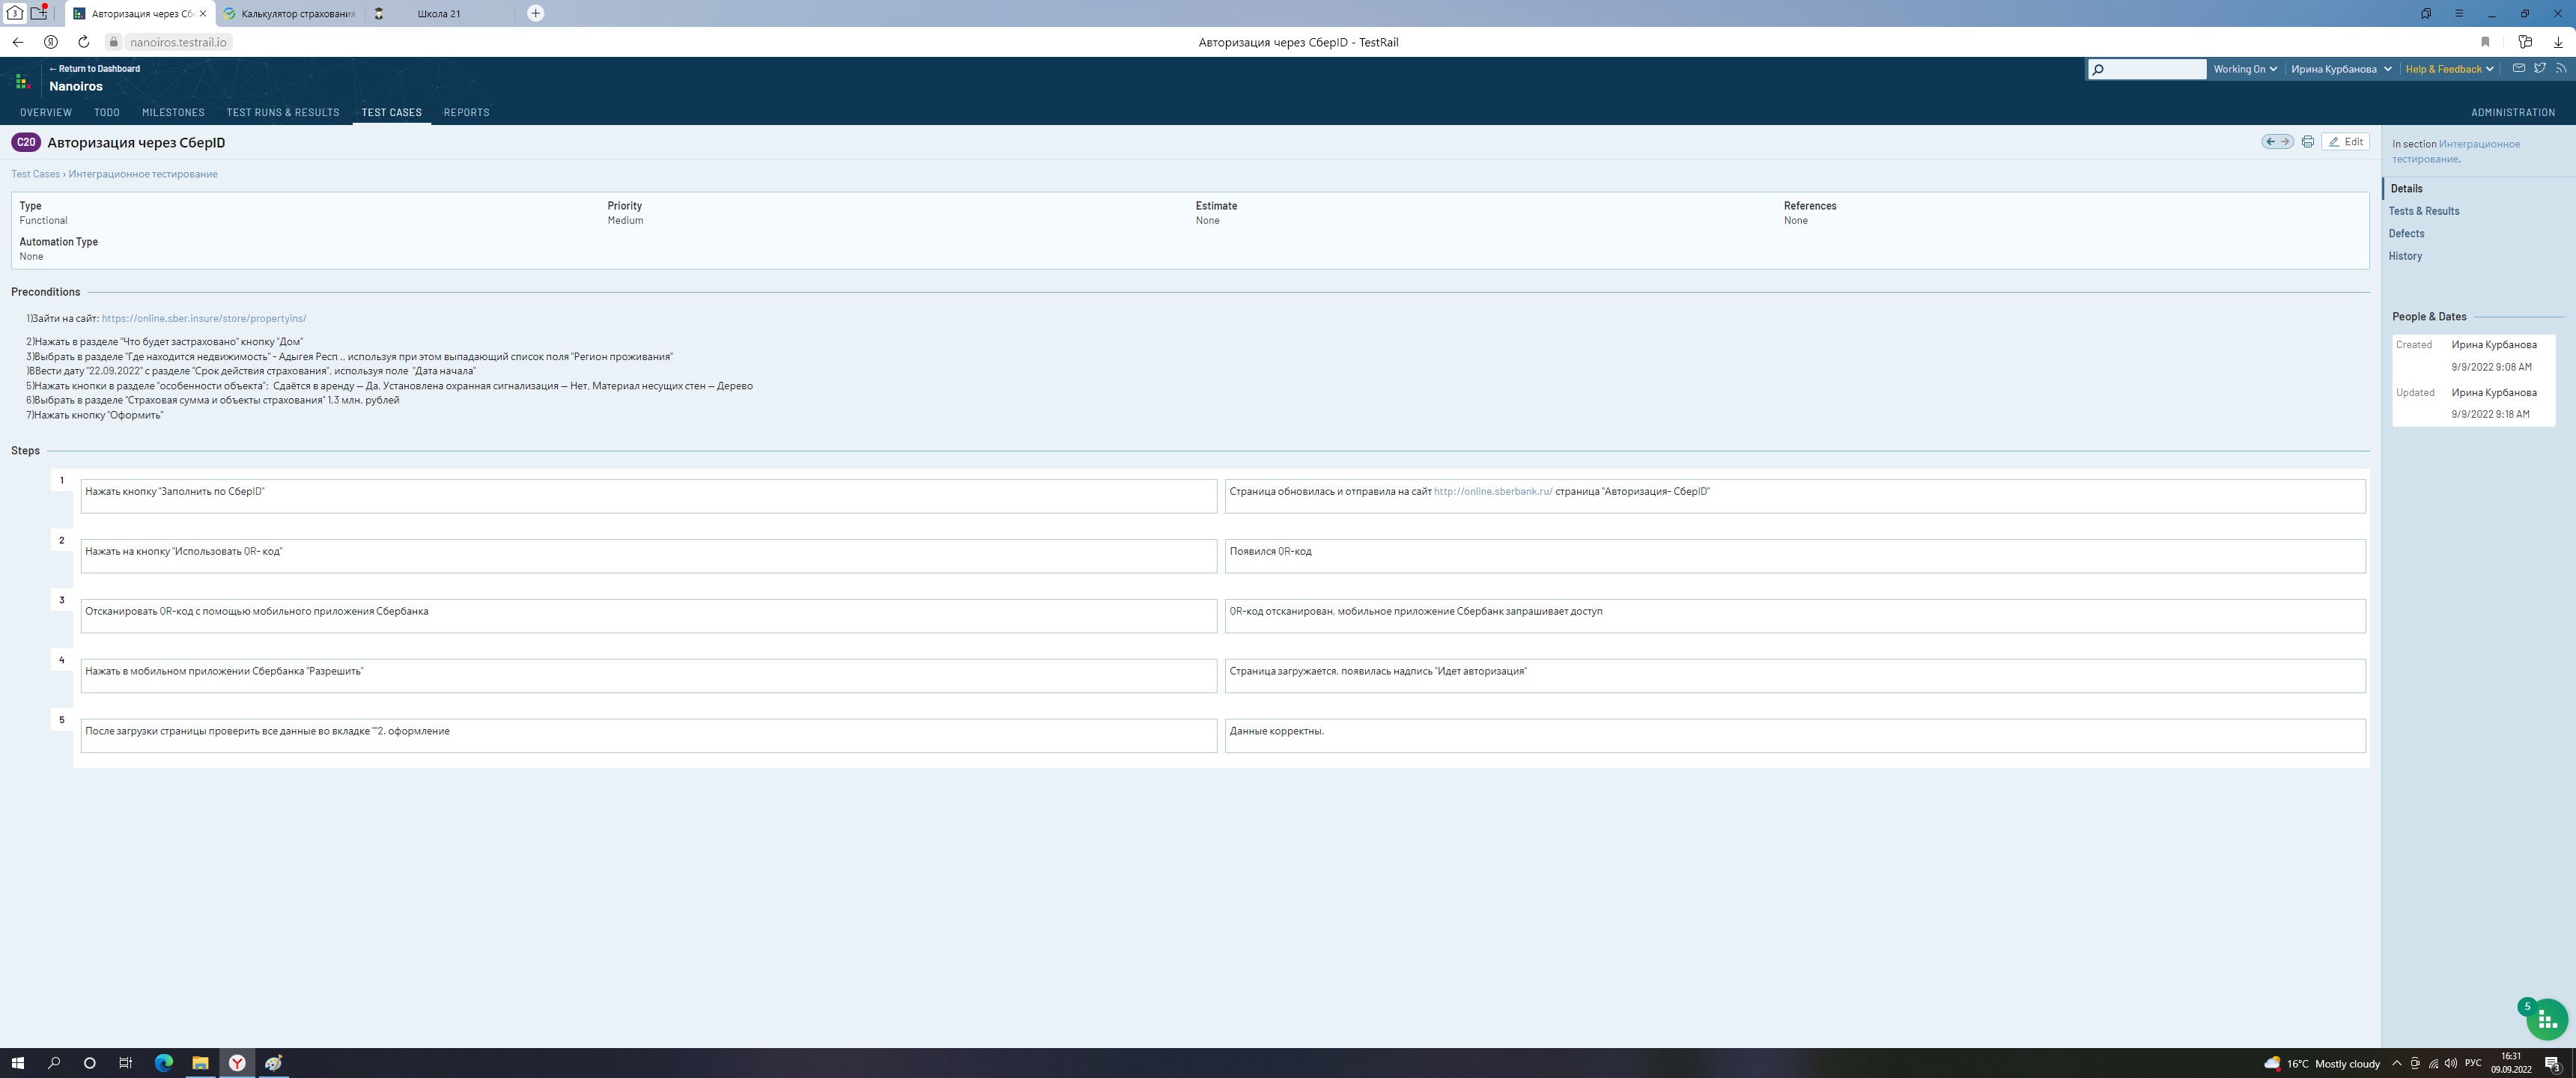 3
Авторизация через Сбе
Калькулятор страхования
Школа 21
nanoiros.testrail.io
Авторизация через СберID - TestRail
← Return to Dashboard
Nanoiros
Working On
Ирина Курбанова
Help & Feedback
OVERVIEW TODO MILESTONES TEST RUNS & RESULTS TEST CASES REPORTS
ADMINISTRATION
C20 Авторизация через СберID
Edit
Test Cases › Интеграционное тестирование
Type Priority Estimate References
Functional Medium None None
Automation Type
None
Preconditions
1)Зайти на сайт: https://online.sber.insure/store/propertyins/
2)Нажать в разделе "Что будет застраховано" кнопку "Дом"
3)Выбрать в разделе "Где находится недвижимость" - Адыгея Респ ., используя при этом выпадающий список поля "Регион проживания"
)ВВести дату "22.09.2022" с разделе "Срок действия страхования", используя поле "Дата начала"
5)Нажать кнопки в разделе "особенности объекта": Сдаётся в аренду – Да, Установлена охранная сигнализация – Нет, Материал несущих стен – Дерево
6)Выбрать в разделе "Страховая сумма и объекты страхования" 1,3 млн. рублей
7)Нажать кнопку "Оформить"
Steps
1
Нажать кнопку "Заполнить по СберID"
Страница обновилась и отправила на сайт http://online.sberbank.ru/ страница "Авторизация- СберID"
2
Нажать на кнопку "Использовать QR- код"
Появился QR-код
3
Отсканировать QR-код с помощью мобильного приложения Сбербанка
QR-код отсканирован, мобильное приложение Сбербанк запрашивает доступ
4
Нажать в мобильном приложении Сбербанка "Разрешить"
Страница загружается, появилась надпись "Идет авторизация"
5
После загрузки страницы проверить все данные во вкладке ""2. оформление
Данные корректны.
In section Интеграционное
тестирование.
Details
Tests & Results
Defects
History
People & Dates
Created Ирина Курбанова
9/9/2022 9:08 AM
Updated Ирина Курбанова
9/9/2022 9:18 AM
5
16°C Mostly cloudy
РУС
16:31
09.09.2022
3